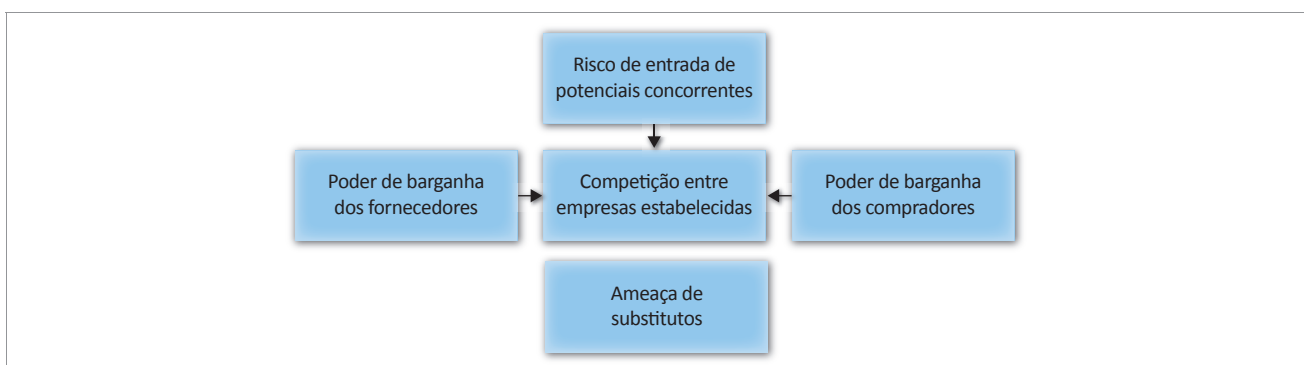 Risco de entrada de
potenciais concorrentes
Poder de barganha
dos fornecedores
Competição entre
empresas estabelecidas
Poder de barganha
dos compradores
Ameaça de
substitutos